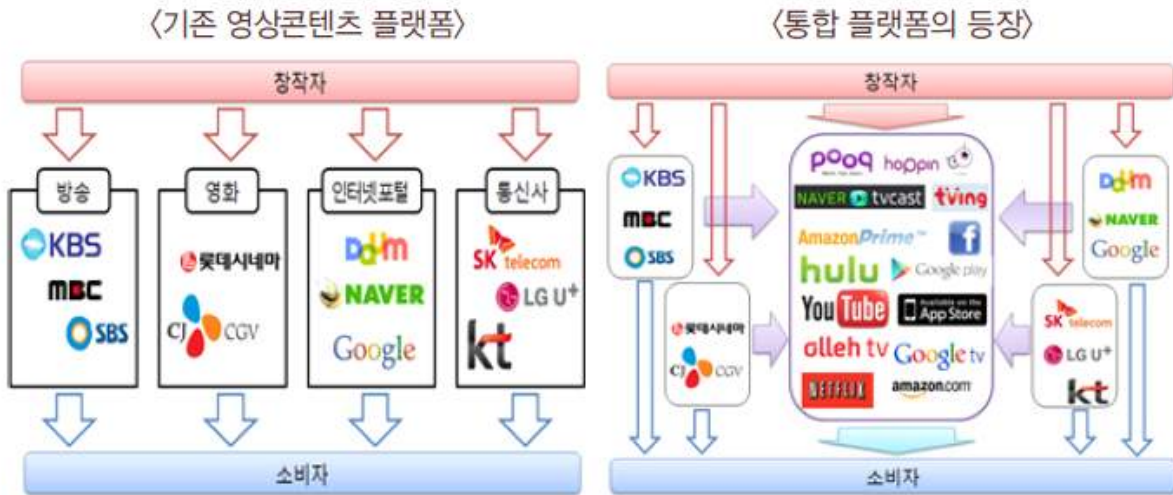 〈기존 영상콘텐츠 플랫폼〉
창작자
방송
KBS
MBC
SBS
영화
롯데시네마
CJ CGV
인터넷포털
Daum
NAVER
Google
통신사
SK telecom
LG U+
kt
소비자
〈통합 플랫폼의 등장〉
창작자
KBS
MBC
SBS
롯데시네마
CJ CGV
pooq hoppin
NAVER tvcast tving
AmazonPrime™ f
hulu Google play
YouTube Available on the App Store
olleh tv Google tv
NETFLIX amazon.com
Daum
NAVER
Google
SK telecom
LG U+
kt
소비자